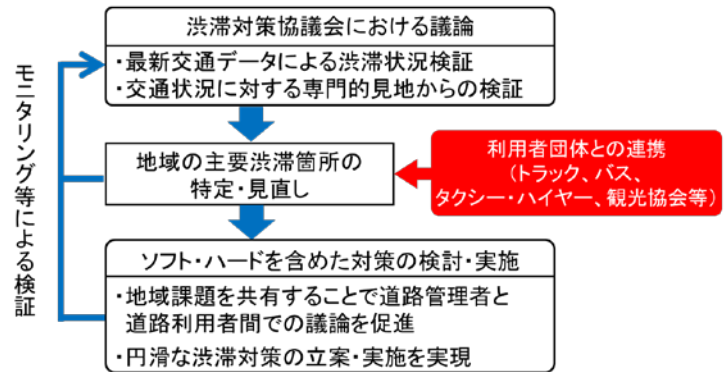 渋滞対策協議会における議論
・最新交通データによる渋滞状況検証
・交通状況に対する専門的見地からの検証
モニタリング等による検証
地域の主要渋滞箇所の
特定・見直し
利用者団体との連携
(トラック、バス、
タクシー・ハイヤー、観光協会等)
ソフト・ハードを含めた対策の検討・実施
・地域課題を共有することで道路管理者と
道路利用者間での議論を促進
・円滑な渋滞対策の立案・実施を実現